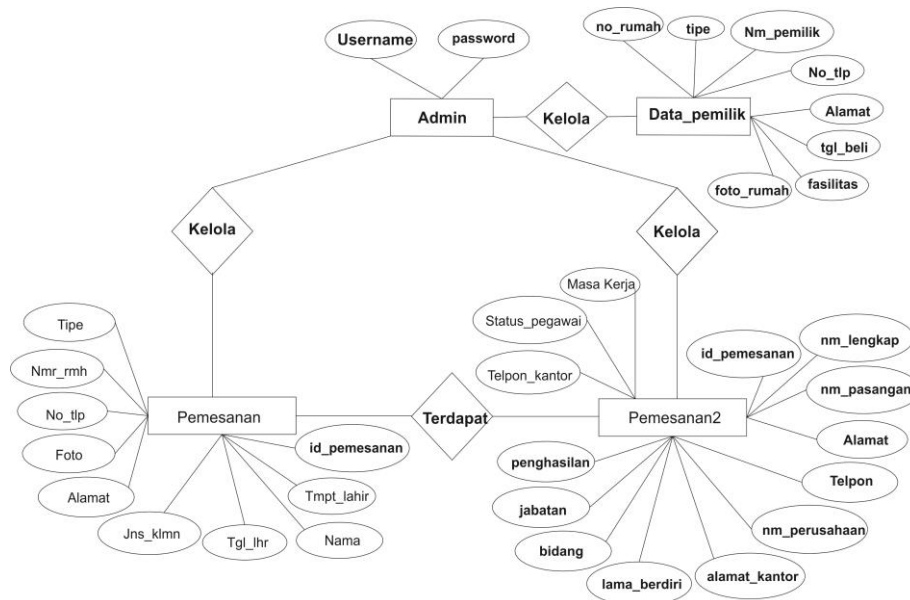 Username
password
no_rumah
tipe
Nm_pemilik
No_tlp
Admin
Kelola
Data_pemilik
Alamat
tgl_beli
foto_rumah
fasilitas
Kelola
Kelola
Masa Kerja
Tipe
Status_pegawai
nm_lengkap
id_pemesanan
Nmr_rmh
Telpon_kantor
nm_pasangan
No_tlp
Pemesanan
Terdapat
Pemesanan2
Alamat
Foto
id_pemesanan
penghasilan
Telpon
Alamat
Tmpt_lahir
jabatan
Jns_klmn
Tgl_lhr
Nama
nm_perusahaan
bidang
lama_berdiri
alamat_kantor